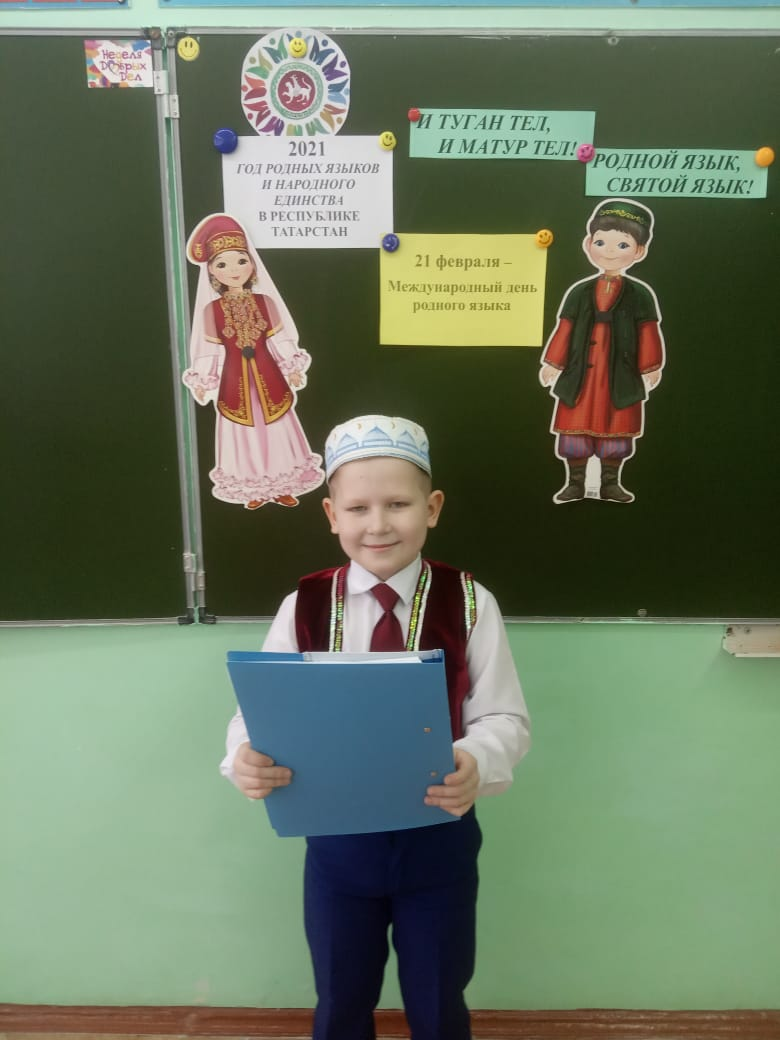 Неделя
Добрых
Дел
2021
ГОД РОДНЫХ ЯЗЫКОВ
И НАРОДНОГО
ЕДИНСТВА
В РЕСПУБЛИКЕ
ТАТАРСТАН
И ТУГАН ТЕЛ,
И МАТУР ТЕЛ!
РОДНОЙ ЯЗЫК,
СВЯТОЙ ЯЗЫК!
21 февраля –
Международный день
родного языка